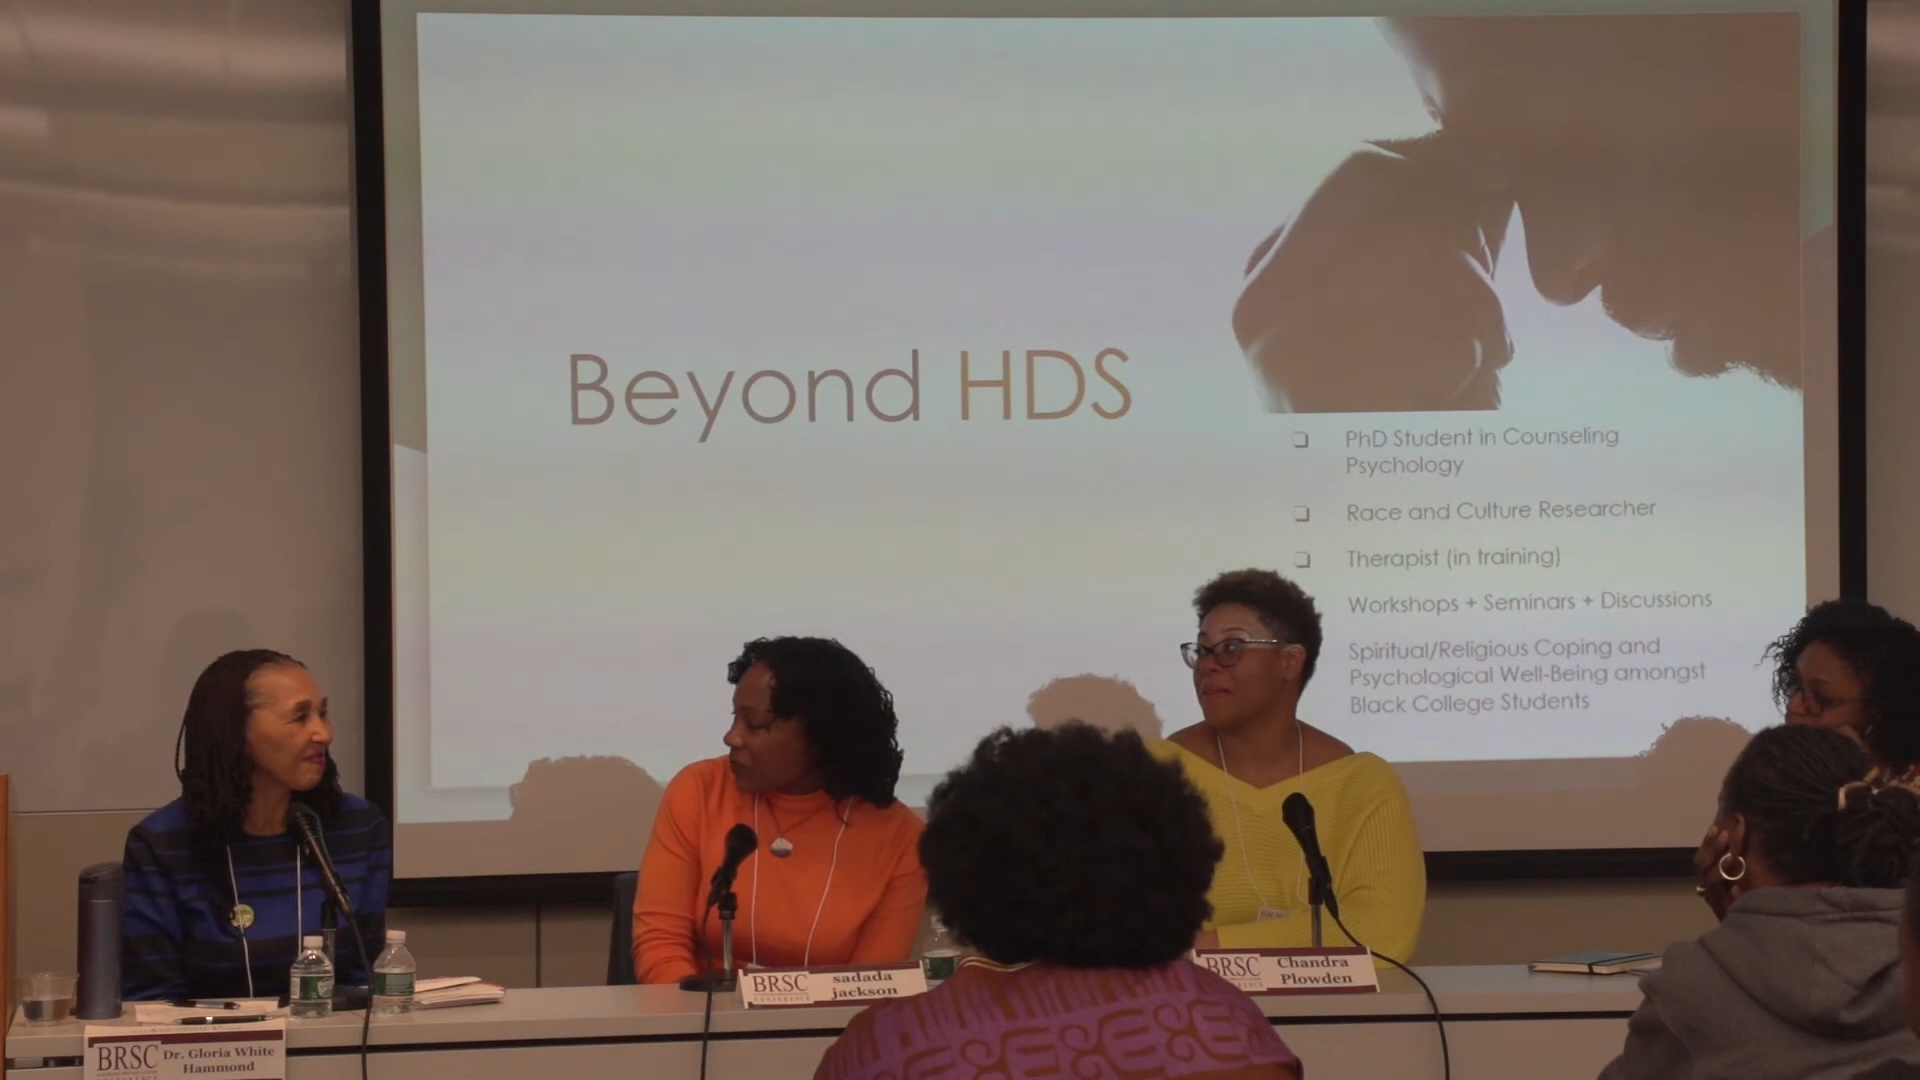 Beyond HDS
PhD Student in Counseling
Psychology
Race and Culture Researcher
Therapist (in training)
Workshops + Seminars + Discussions
Spiritual/Religious Coping and
Psychological Well-Being amongst
Black College Students
BRSC
Dr. Gloria White
Hammond
BRSC
CONFERENCE
sadada
jackson
BRSC
Chandra
Plowden